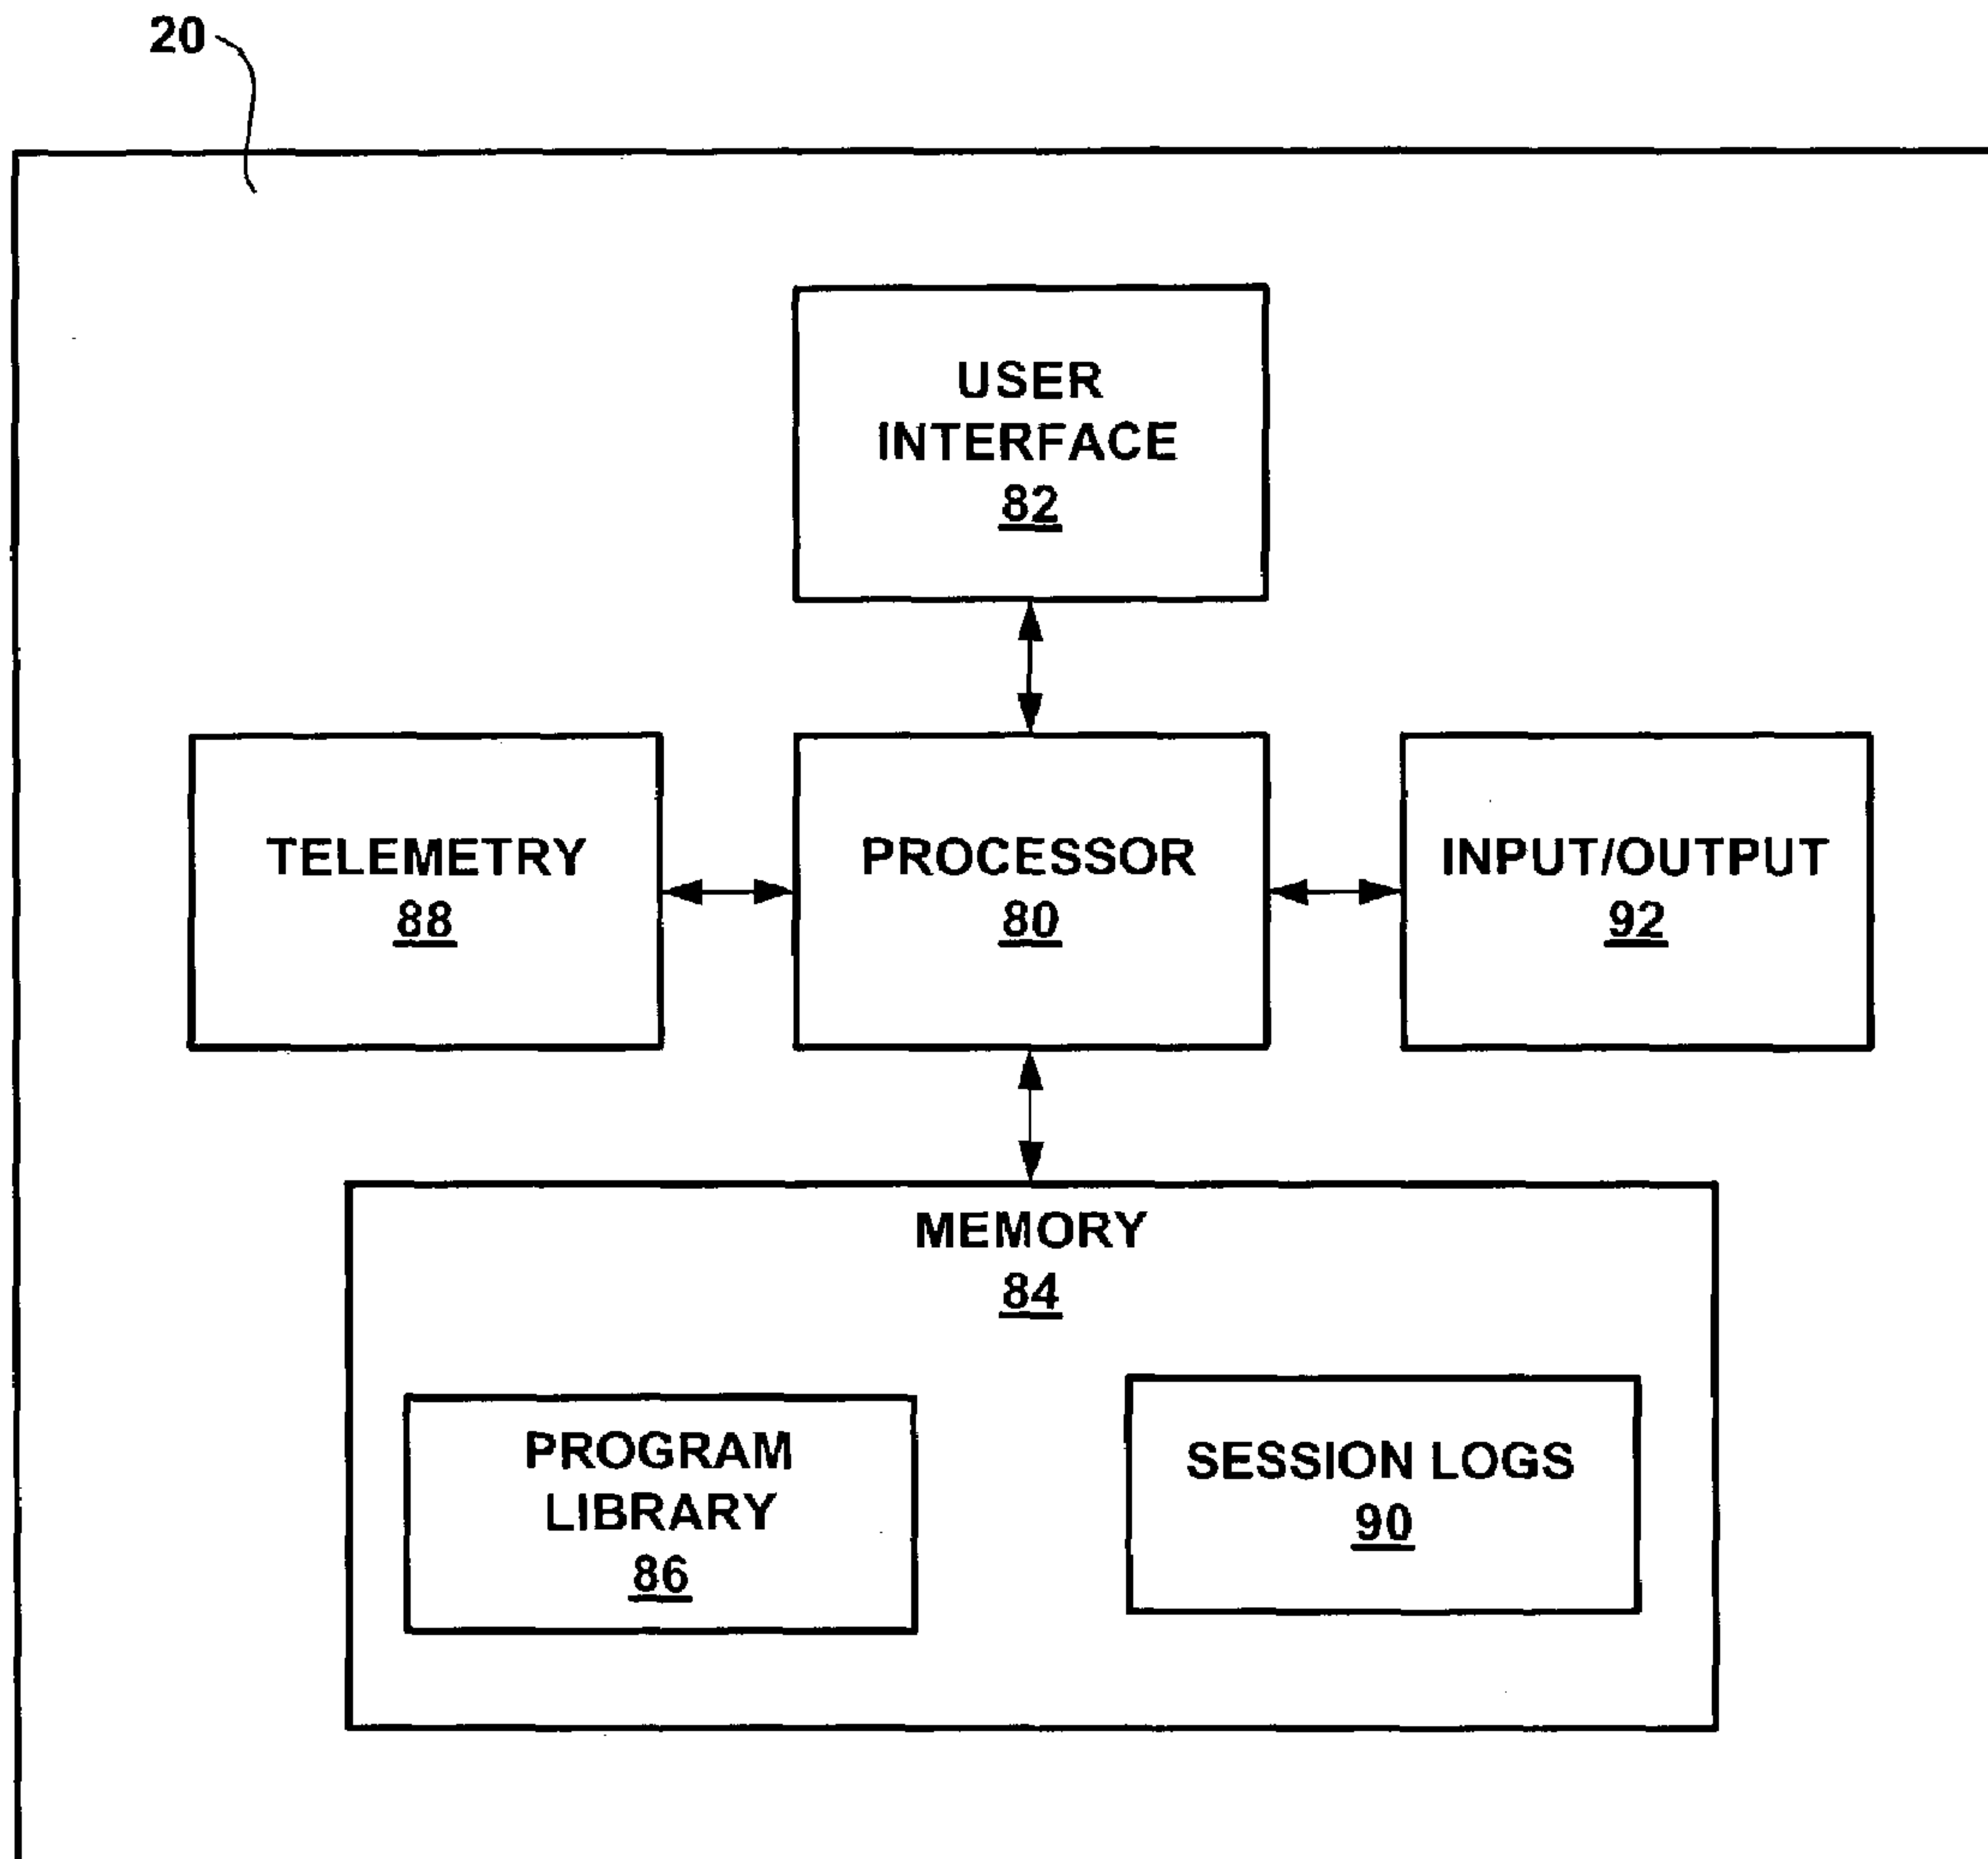 20
USER
INTERFACE
82
TELEMETRY
88
PROCESSOR
80
INPUT/OUTPUT
92
MEMORY
84
PROGRAM
LIBRARY
86
SESSION LOGS
90